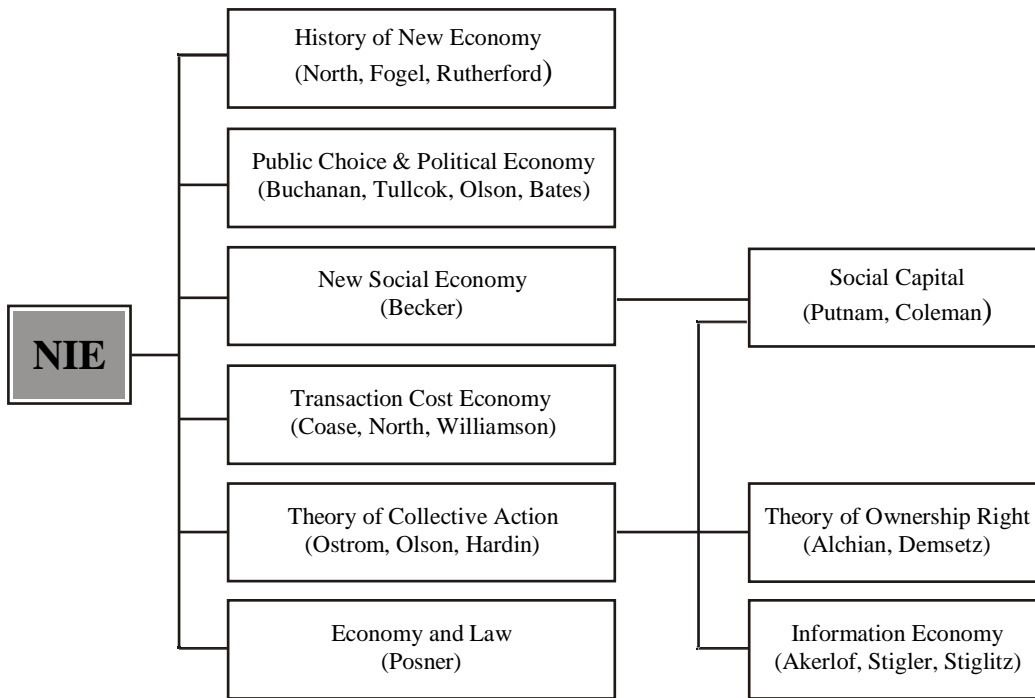 History of New Economy
(North, Fogel, Rutherford)
Public Choice & Political Economy
(Buchanan, Tullcok, Olson, Bates)
New Social Economy
(Becker)
Social Capital
(Putnam, Coleman)
NIE
Transaction Cost Economy
(Coase, North, Williamson)
Theory of Collective Action
(Ostrom, Olson, Hardin)
Theory of Ownership Right
(Alchian, Demsetz)
Economy and Law
(Posner)
Information Economy
(Akerlof, Stigler, Stiglitz)